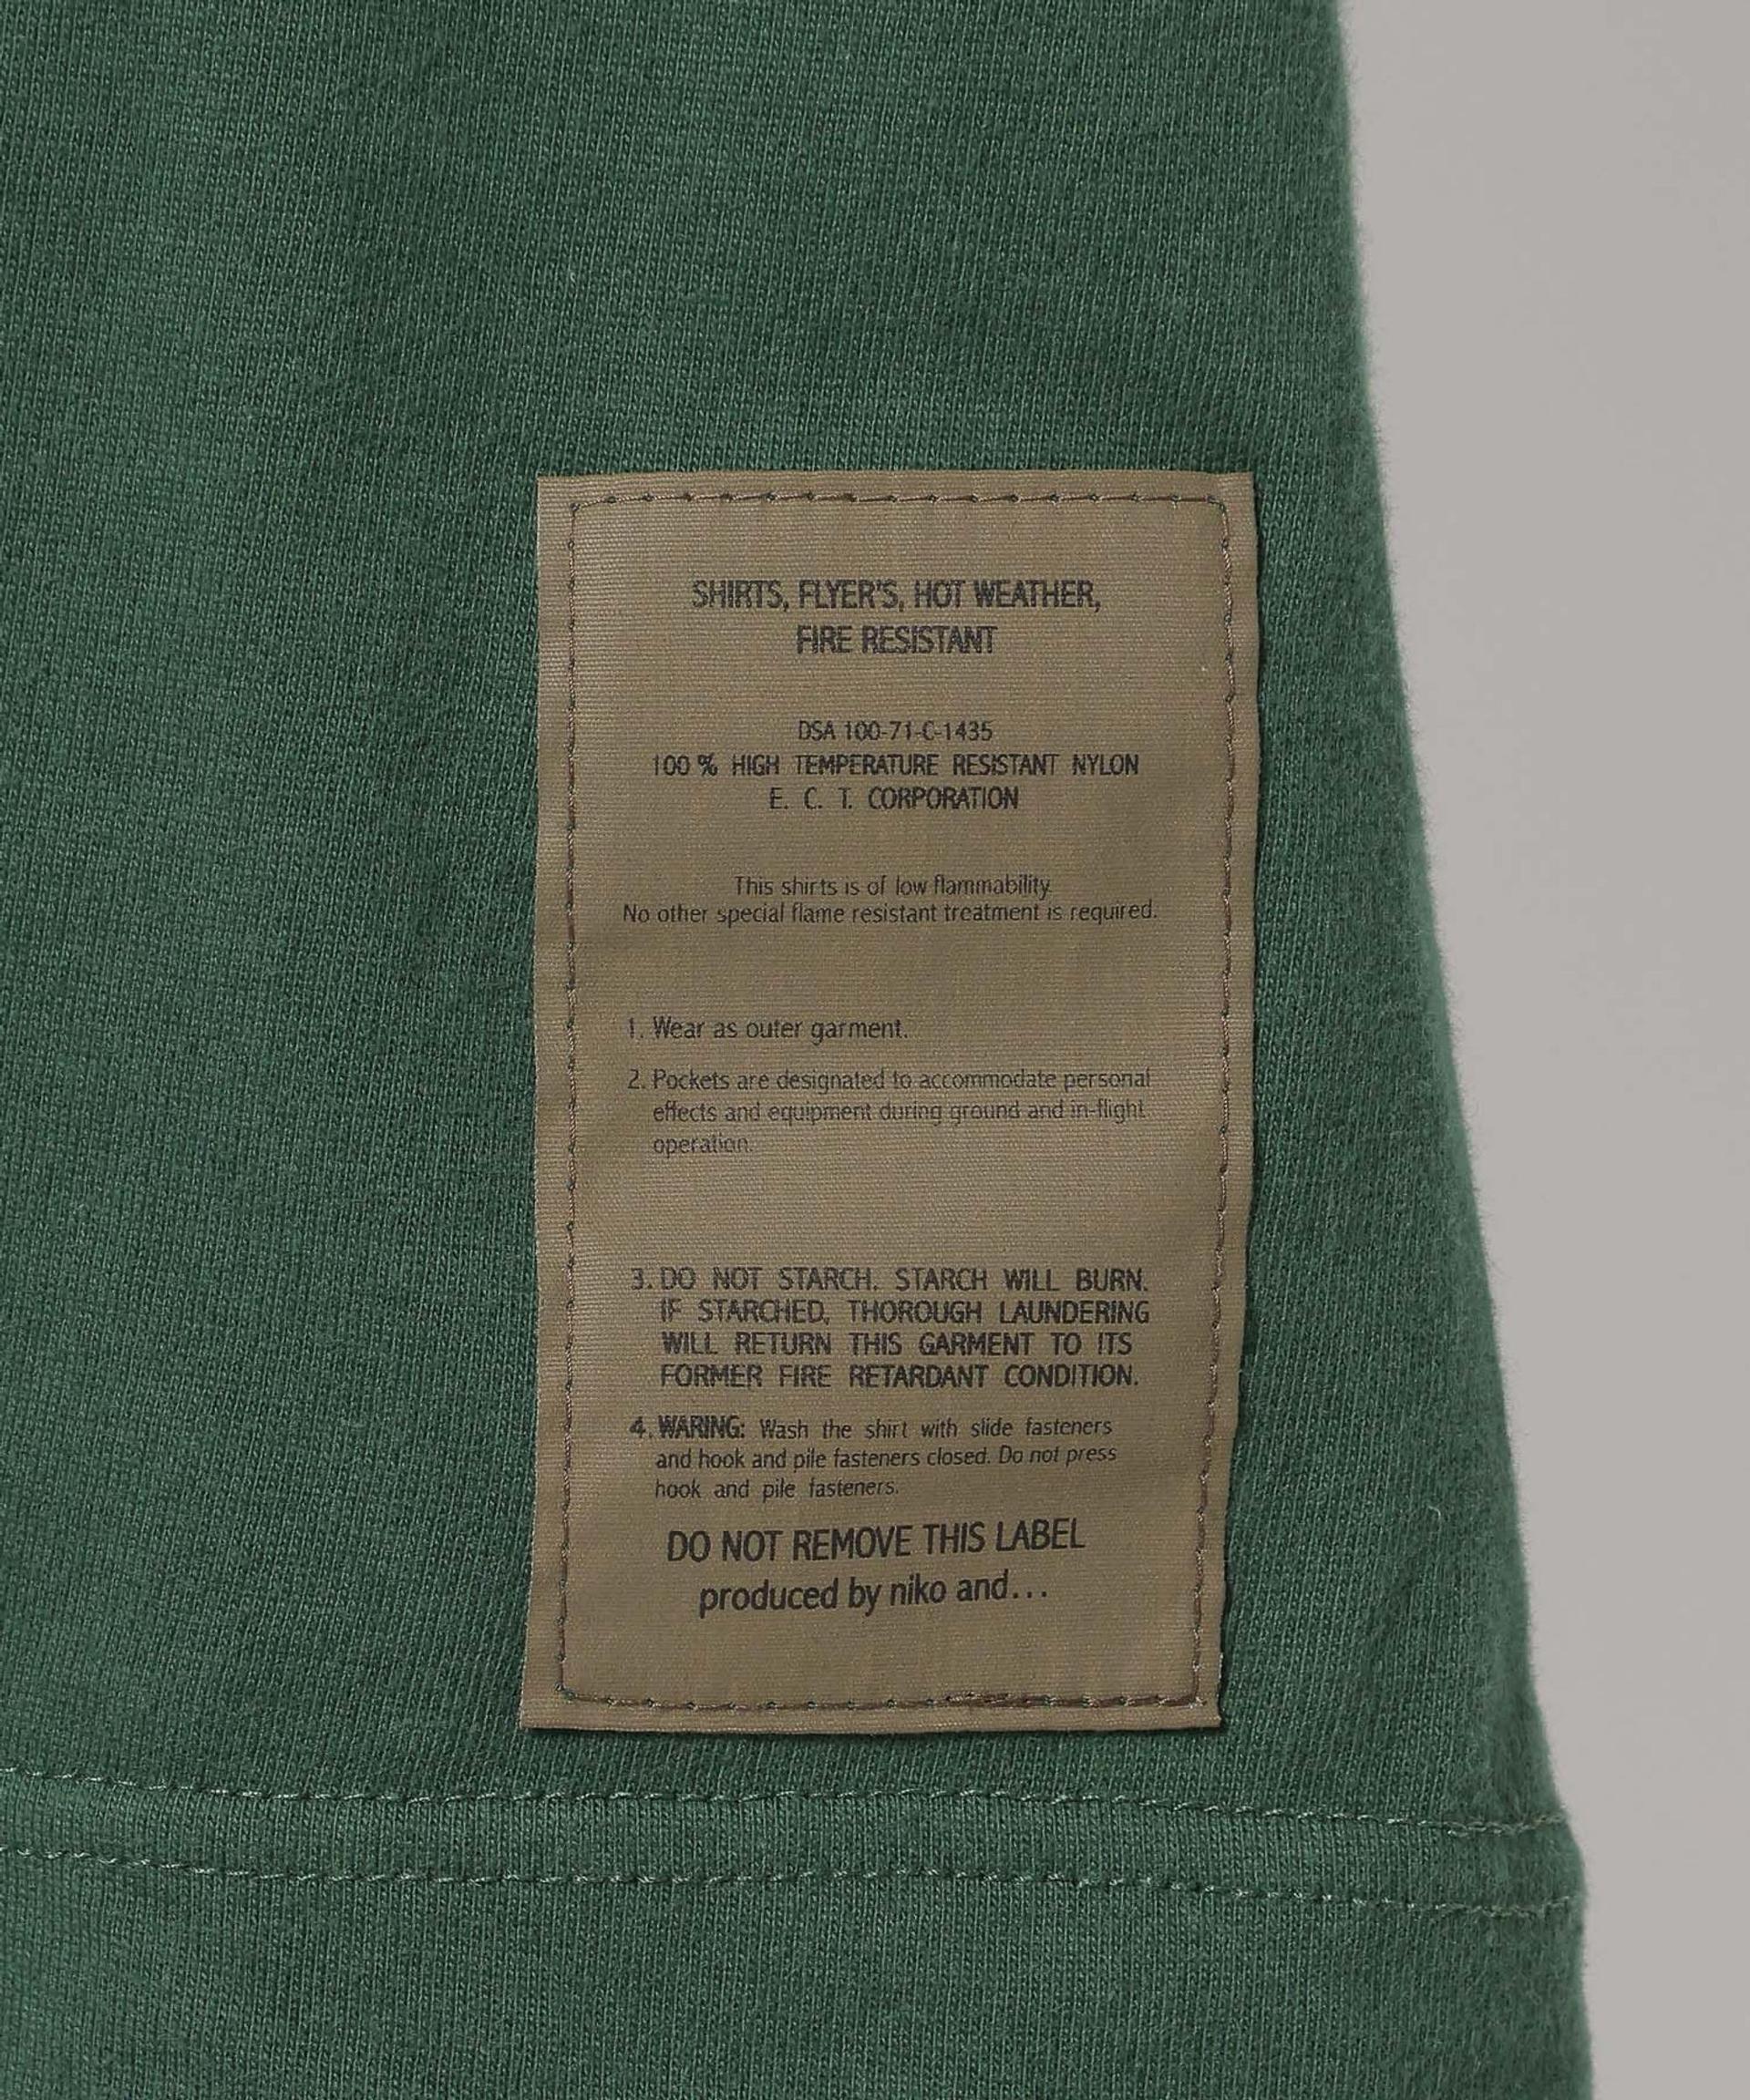 SHIRTS, FLYER'S, HOT WEATHER,
FIRE RESISTANT
DSA 100-71-C-1435
100 % HIGH TEMPERATURE RESISTANT NYLON
E. C. T. CORPORATION
This shirts is of low flammability.
No other special flame resistant treatment is required.
1. Wear as outer garment.
2. Pockets are designated to accommodate personal
effects and equipment during ground and in-flight
operation.
3. DO NOT STARCH. STARCH WILL BURN.
IF STARCHED, THOROUGH LAUNDERING
WILL RETURN THIS GARMENT TO ITS
FORMER FIRE RETARDANT CONDITION.
4. WARING: Wash the shirt with slide fasteners
and hook and pile fasteners closed. Do not press
hook and pile fasteners.
DO NOT REMOVE THIS LABEL
produced by niko and...